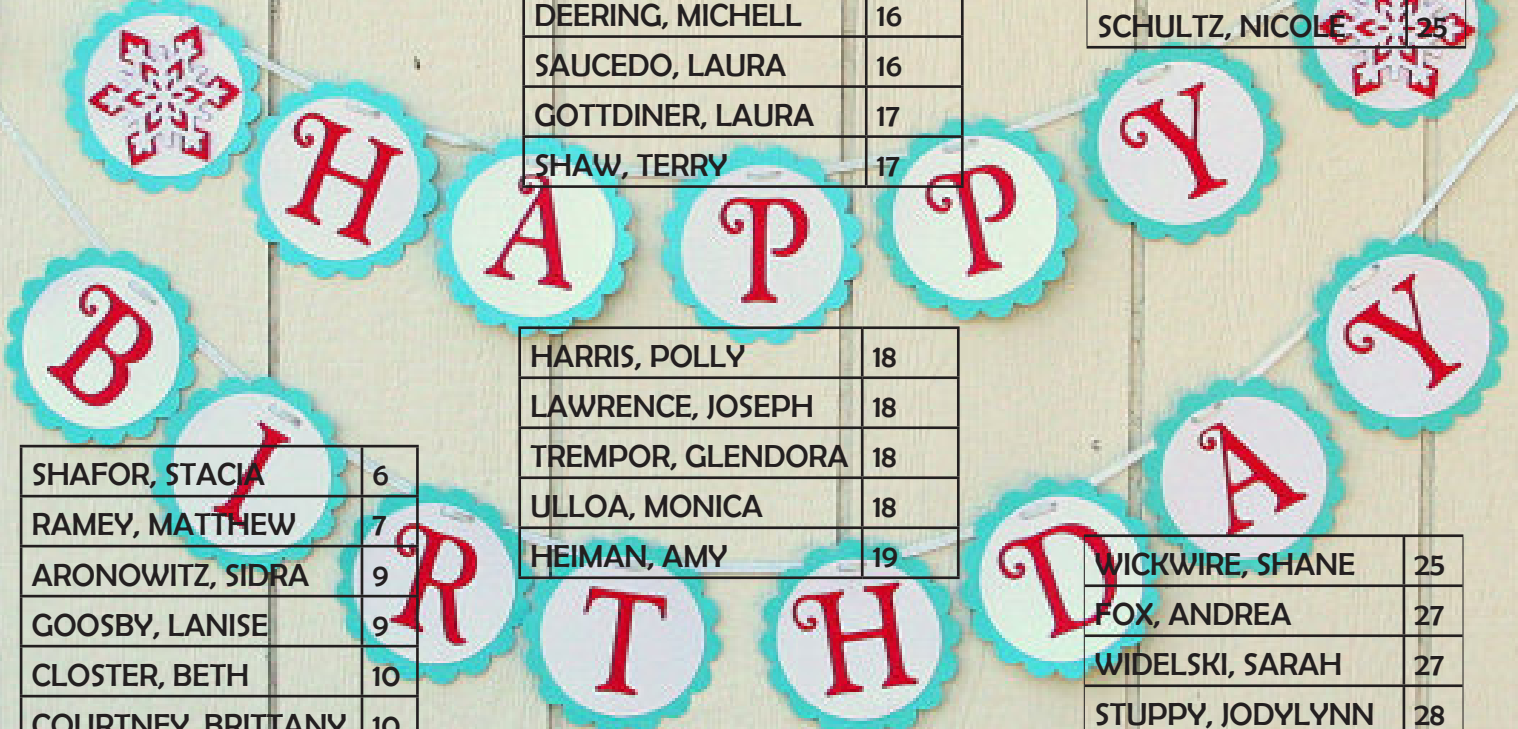 DEERING, MICHELL 16
SAUCEDO, LAURA 16
GOTTDINER, LAURA 17
SHAW, TERRY 17
SCHULTZ, NICOLE 25
HAPPY
BIRTHDAY
HARRIS, POLLY 18
LAWRENCE, JOSEPH 18
TREMPOR, GLENDORA 18
ULLOA, MONICA 18
HEIMAN, AMY 19
SHAFOR, STACIA 6
RAMEY, MATTHEW 7
ARONOWITZ, SIDRA 9
GOOSBY, LANISE 9
CLOSTER, BETH 10
COURTNEY, BRITTANY 10
WICKWIRE, SHANE 25
FOX, ANDREA 27
WIDELSKI, SARAH 27
STUPPY, JODYLYNN 28